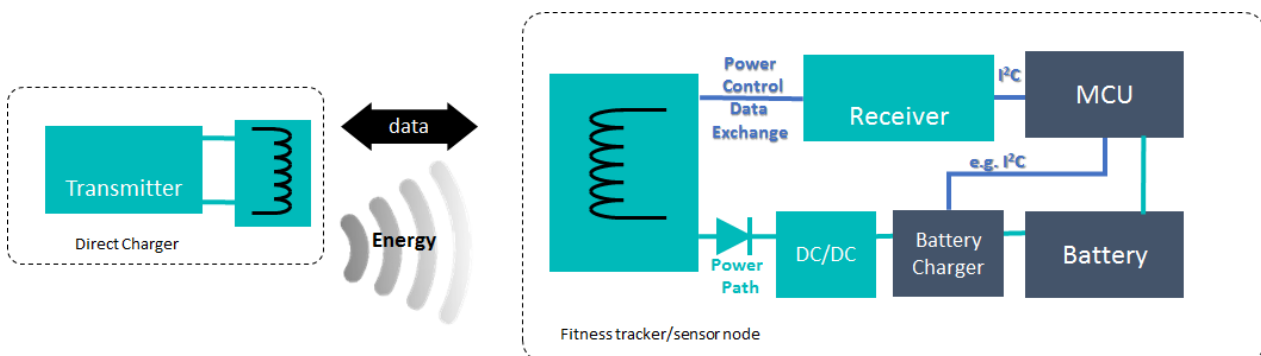 Transmitter
Direct Charger
data
Energy
Power
Control
Data
Exchange
Receiver
I²C
MCU
e.g. I²C
Power
Path
DC/DC
Battery
Charger
Battery
Fitness tracker/sensor node